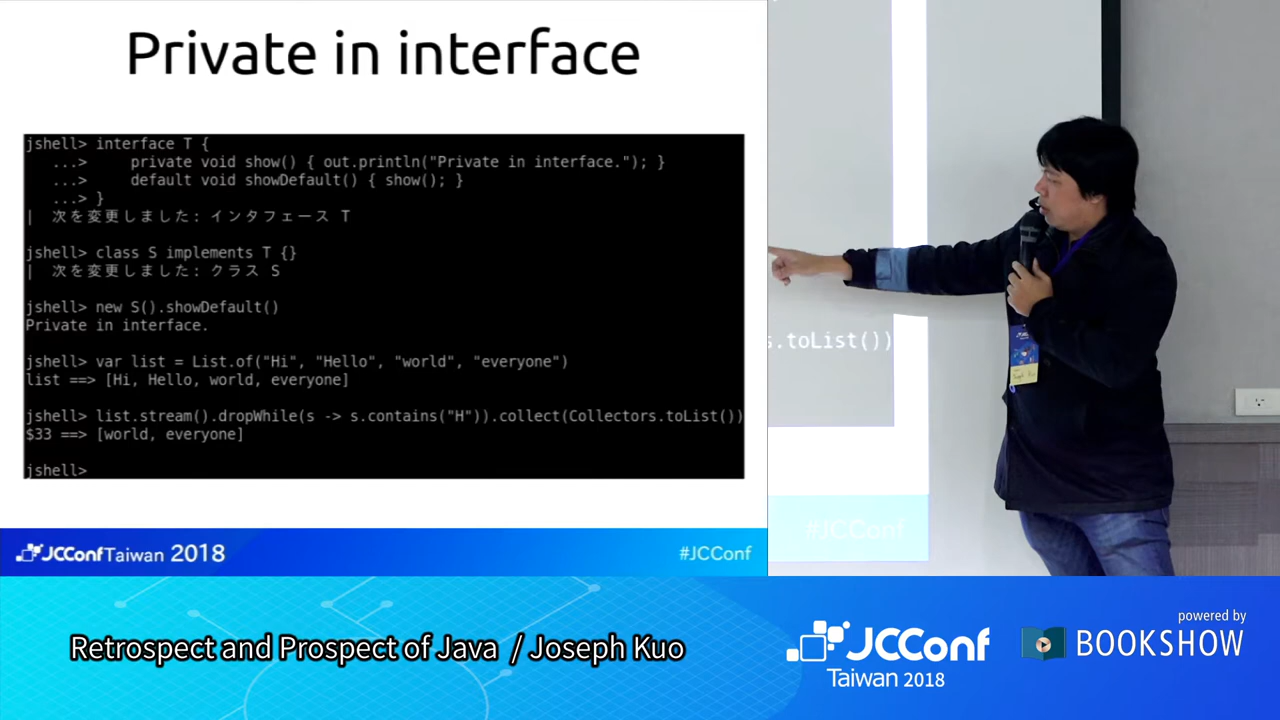 Private in interface
jshell> interface T {
...> private void show() { out.println("Private in interface."); }
...> default void showDefault() { show(); }
...> }
| 次を変更しました: インタフェース T
jshell> class S implements T {}
| 次を変更しました: クラス S
jshell> new S().showDefault()
Private in interface.
jshell> var list = List.of("Hi", "Hello", "world", "everyone")
list ==> [Hi, Hello, world, everyone]
jshell> list.stream().dropWhile(s -> s.contains("H")).collect(Collectors.toList())
$33 ==> [world, everyone]
jshell>
JCConf Taiwan 2018
#JCConf
s.toList())
#JCConf
Retrospect and Prospect of Java / Joseph Kuo
JCConf
Taiwan 2018
powered by
BOOKSHOW